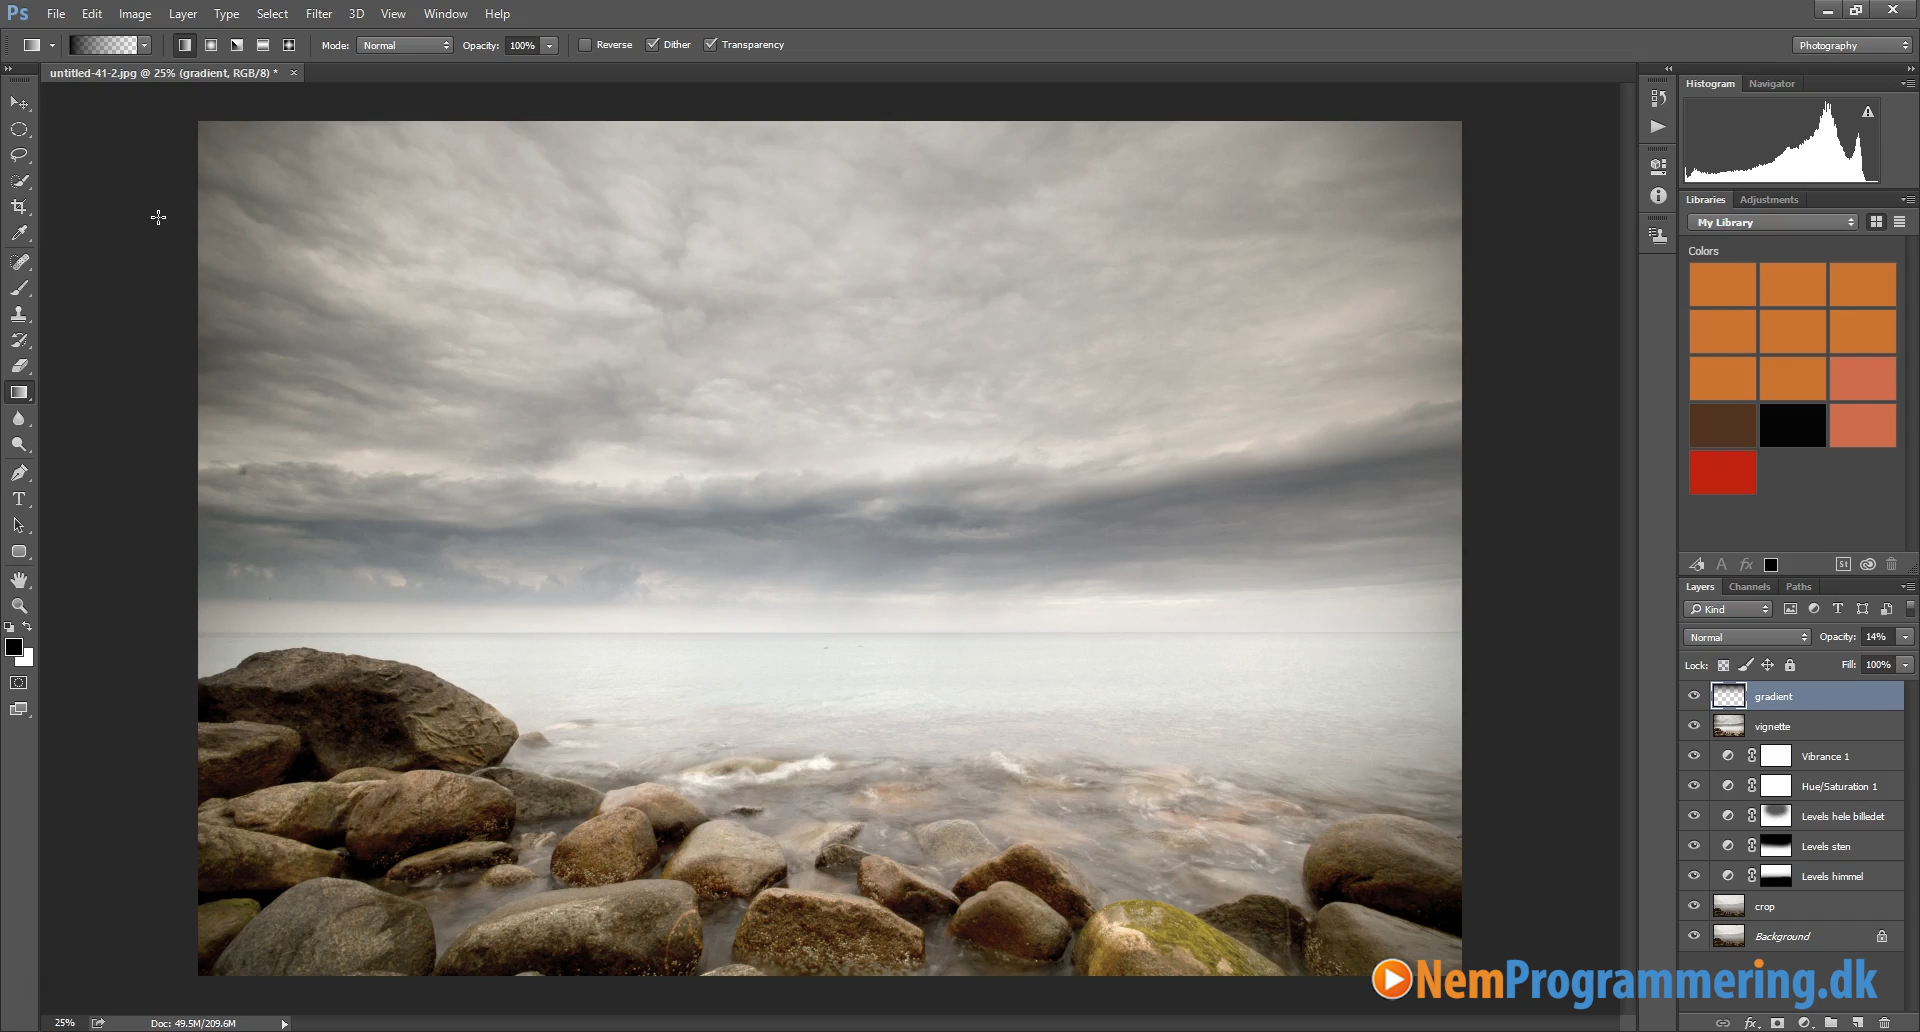 Ps File Edit Image Layer Type Select Filter 3D View Window Help
Mode: Normal Opacity: 100% Reverse Dither Transparency Photography
untitled-41-2.jpg @ 25% (gradient, RGB/8) * ×
Histogram Navigator
Libraries Adjustments
My Library
Colors
A fx St
Layers Channels Paths
Kind T
Normal Opacity: 14%
Lock: Fill: 100%
gradient
vignette
Vibrance 1
Hue/Saturation 1
Levels hele billedet
Levels sten
Levels himmel
crop
Background
NemProgrammering.dk
25% Doc: 49.5M/209.6M
fx